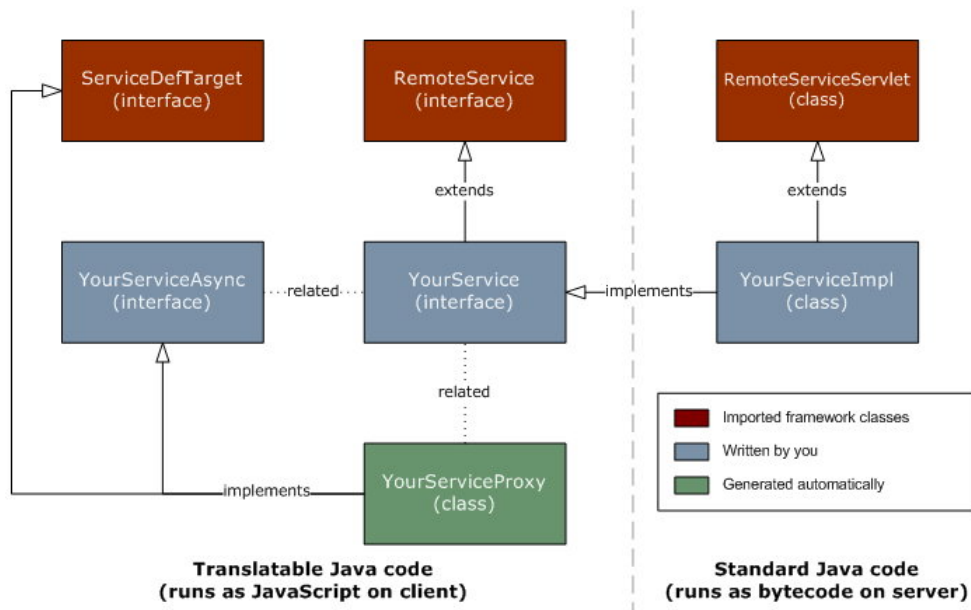 ServiceDefTarget
(interface)
RemoteService
(interface)
RemoteServiceServlet
(class)
extends
extends
YourServiceAsync
(interface)
related
YourService
(interface)
implements
YourServiceImpl
(class)
related
Imported framework classes
Written by you
Generated automatically
implements
YourServiceProxy
(class)
Translatable Java code
(runs as JavaScript on client)
Standard Java code
(runs as bytecode on server)